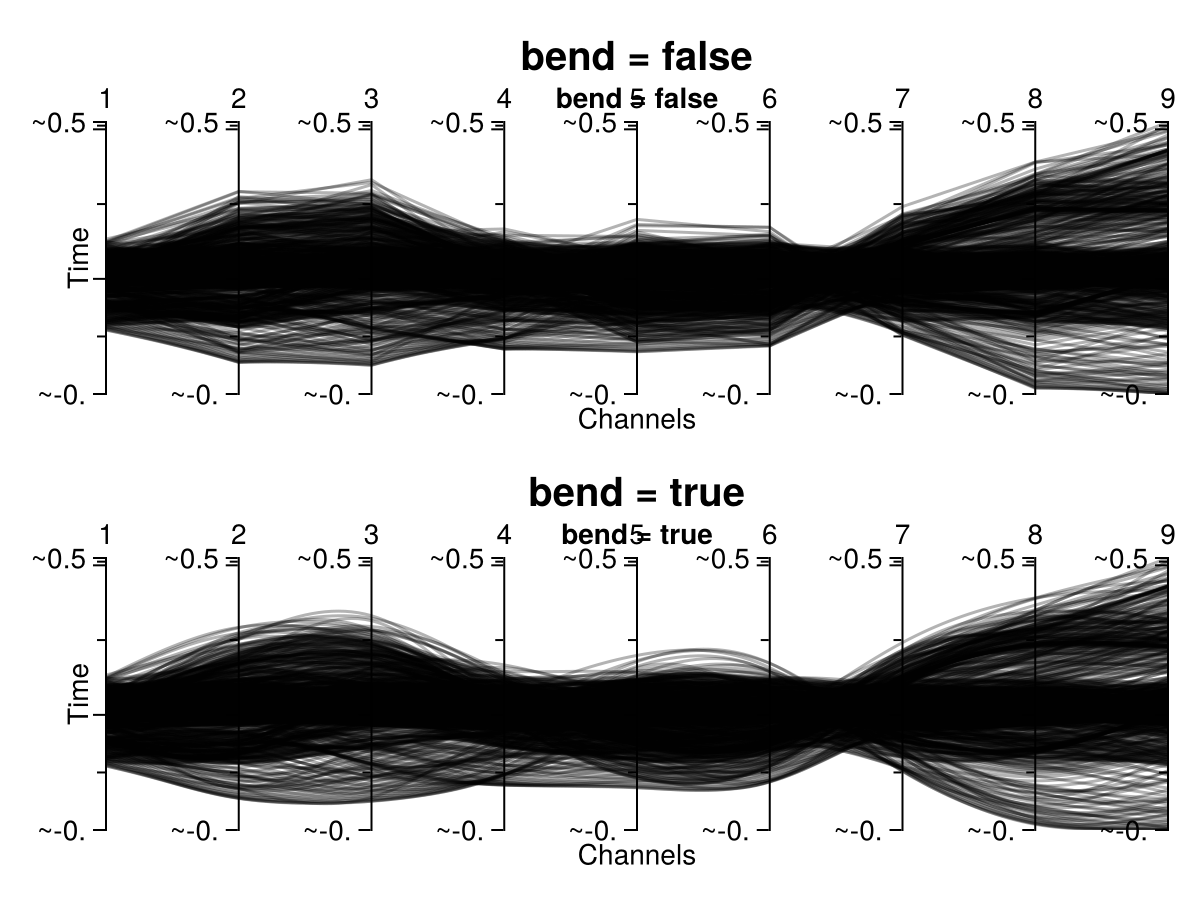 bend = false
1 2 3 4 5 6 7 8 9
bend = false
~0.5 ~0.5 ~0.5 ~0.5 ~0.5 ~0.5 ~0.5 ~0.5 ~0.5
Time
~-0. ~-0. ~-0. ~-0. ~-0. ~-0. ~-0. ~-0. ~-0.
Channels
bend = true
1 2 3 4 5 6 7 8 9
bend = true
~0.5 ~0.5 ~0.5 ~0.5 ~0.5 ~0.5 ~0.5 ~0.5 ~0.5
Time
~-0. ~-0. ~-0. ~-0. ~-0. ~-0. ~-0. ~-0. ~-0.
Channels